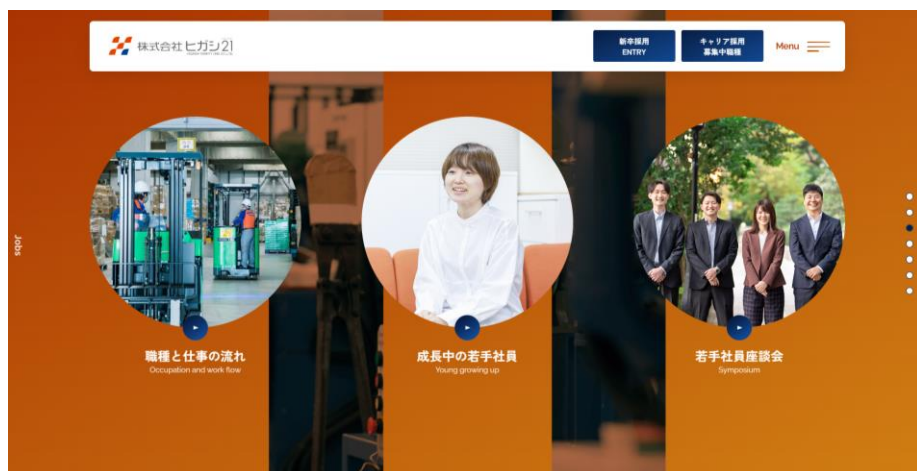 株式会社 ヒガシ21
新卒採用
ENTRY
キャリア採用
募集中職種
Menu
Jobs
職種と仕事の流れ
Occupation and work flow
成長中の若手社員
Young growing up
若手社員座談会
Symposium